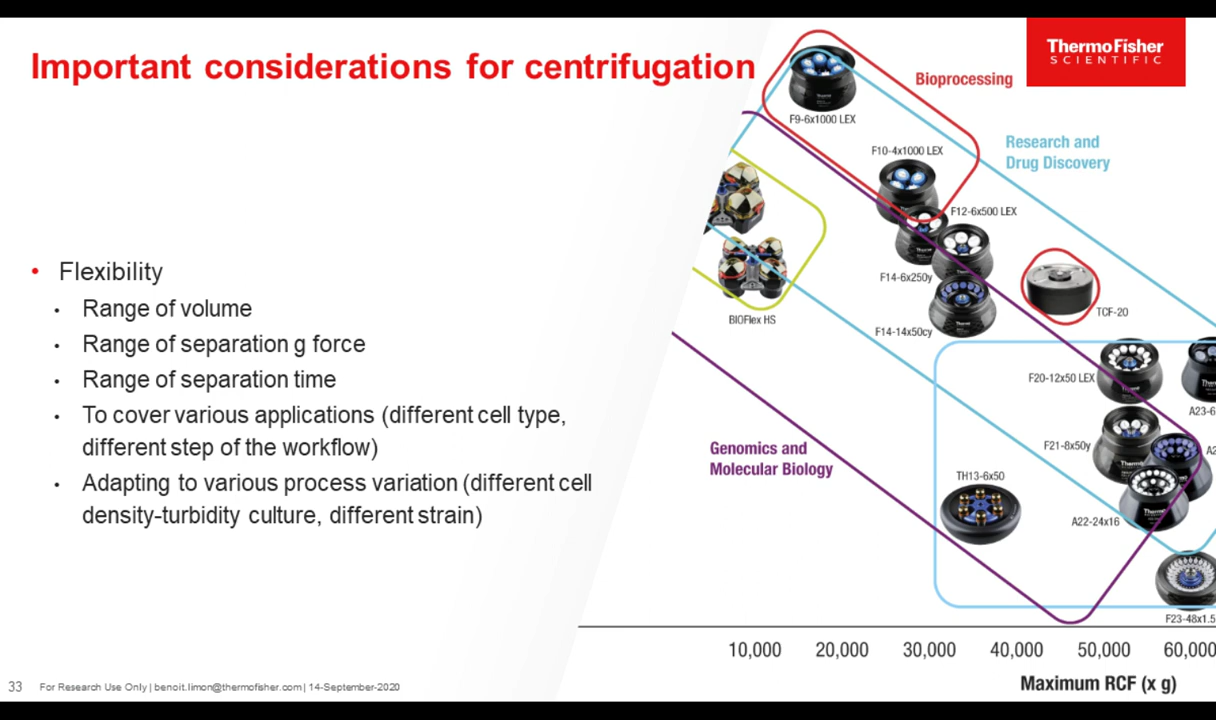 Important considerations for centrifugation
ThermoFisher
SCIENTIFIC
• Flexibility
• Range of volume
• Range of separation g force
• Range of separation time
• To cover various applications (different cell type,
different step of the workflow)
• Adapting to various process variation (different cell
density-turbidity culture, different strain)
Bioprocessing
F9-6x1000 LEX
Research and
Drug Discovery
F10-4x1000 LEX
F12-6x500 LEX
F14-6x250y
BIOFlex HS
TCF-20
F14-14x50cy
F20-12x50 LEX
A23-6
Genomics and
Molecular Biology
F21-8x50y
A2
TH13-6x50
A22-24x16
F23-48x1.5
10,000 20,000 30,000 40,000 50,000 60,000
Maximum RCF (x g)
33 For Research Use Only | benoit.limon@thermofisher.com | 14-September-2020